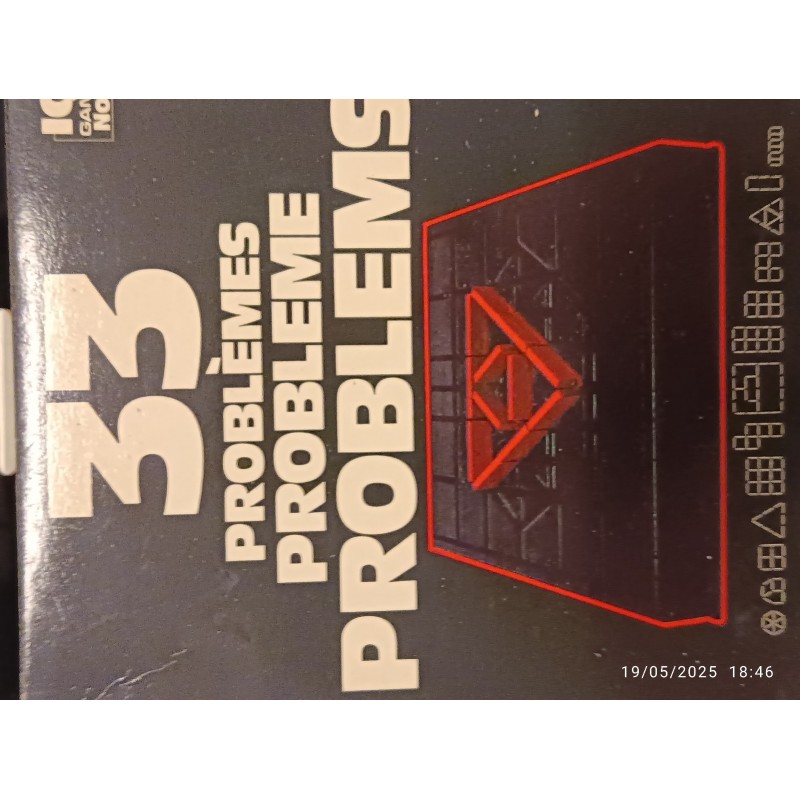 33
PROBLÈMES
PROBLEME
PROBLEMS
19/05/2025 18:46